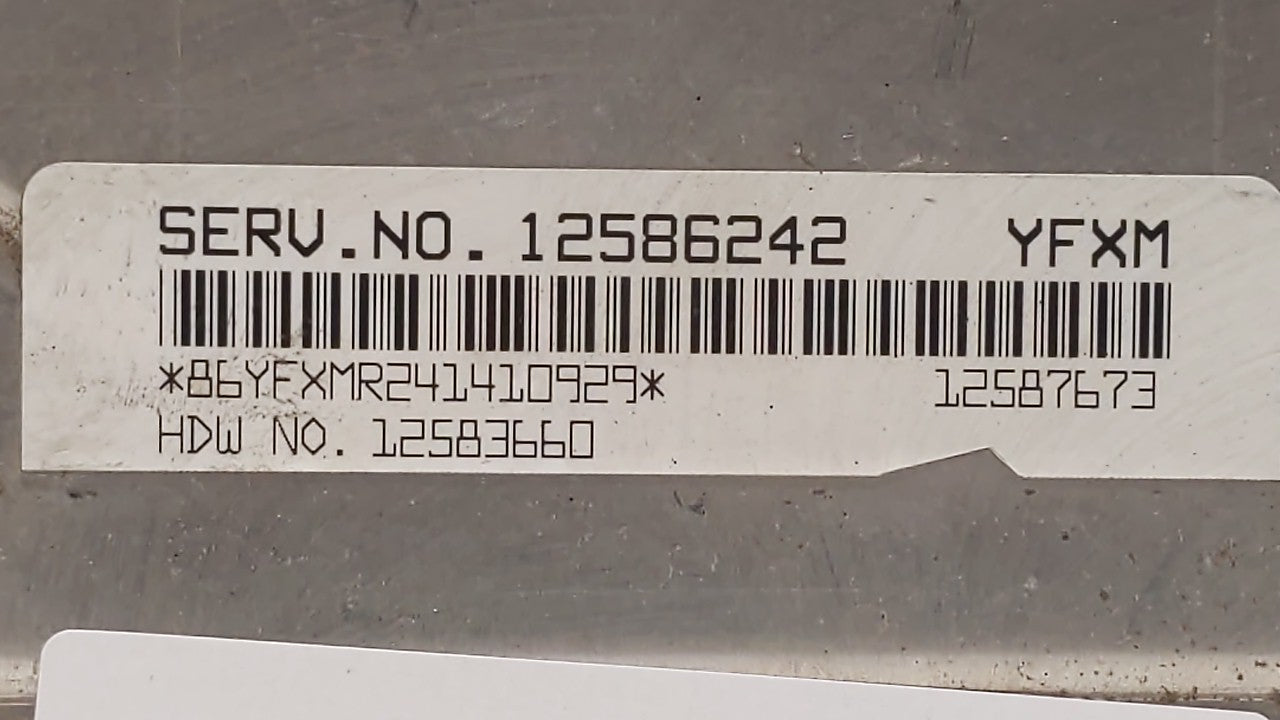 SERV.NO. 12586242 YFXM
*86YFXMR241410929* 12587673
HDW NO. 12583660